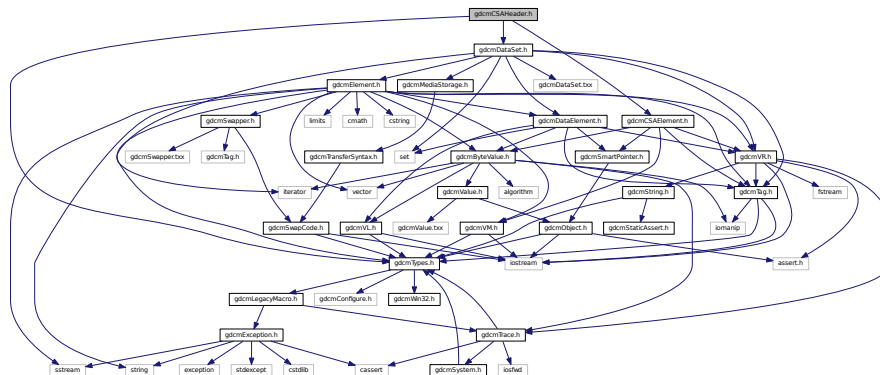 gdcmCSAHeader.h
gdcmDataSet.h
gdcmElement.h
gdcmMediaStorage.h
gdcmDataSet.txx
gdcmSwapper.h
limits
cmath
cstring
gdcmDataElement.h
gdcmCSAElement.h
gdcmSwapper.txx
gdcmTag.h
gdcmTransferSyntax.h
set
gdcmByteValue.h
gdcmSmartPointer.h
gdcmVR.h
iterator
vector
gdcmValue.h
algorithm
gdcmString.h
gdcmTag.h
fstream
gdcmSwapCode.h
gdcmVL.h
gdcmValue.txx
gdcmVM.h
gdcmObject.h
gdcmStaticAssert.h
iomanip
gdcmTypes.h
iostream
assert.h
gdcmLegacyMacro.h
gdcmConfigure.h
gdcmWin32.h
gdcmException.h
gdcmTrace.h
sstream
string
exception
stdexcept
cstdlib
cassert
gdcmSystem.h
iosfwd